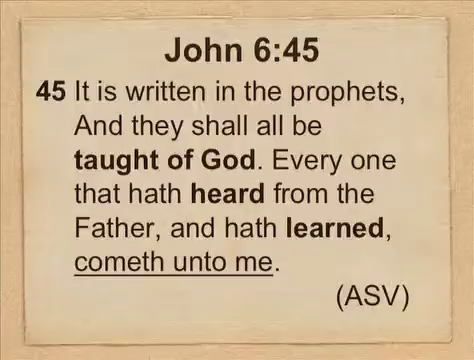 John 6:45
45 It is written in the prophets,
And they shall all be
taught of God. Every one
that hath heard from the
Father, and hath learned,
cometh unto me.
(ASV)